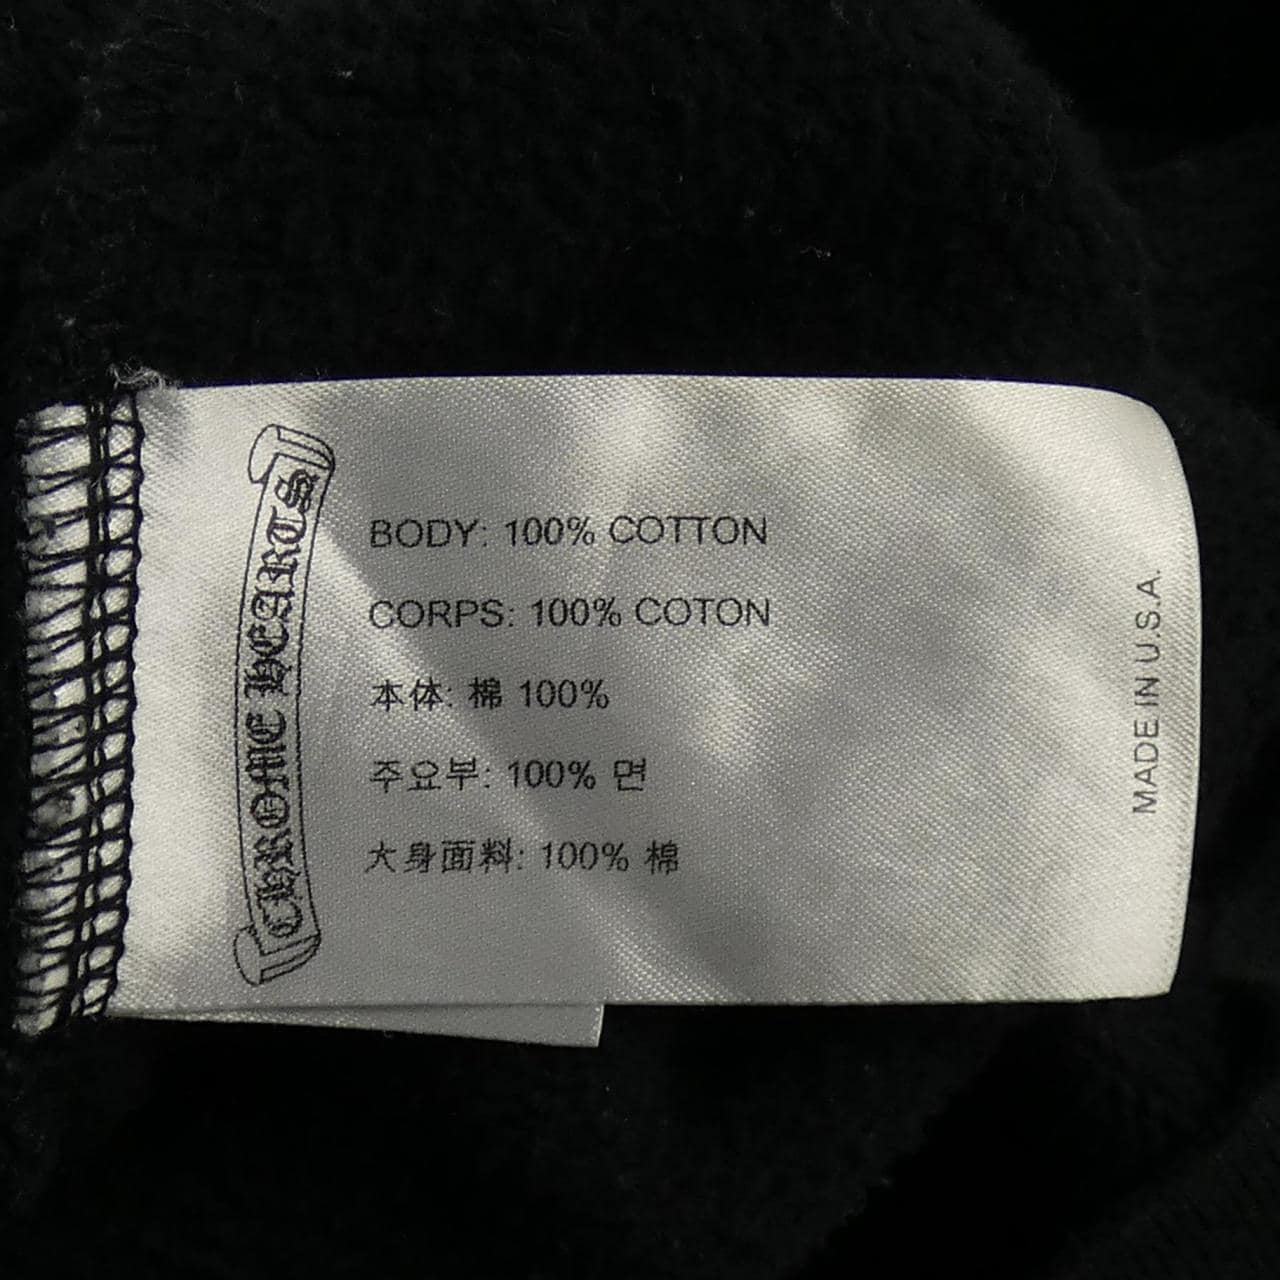 CHROME HEARTS
BODY: 100% COTTON
CORPS: 100% COTON
本体: 棉 100%
주요부: 100% 면
大身面料: 100% 棉
MADE IN U.S.A.